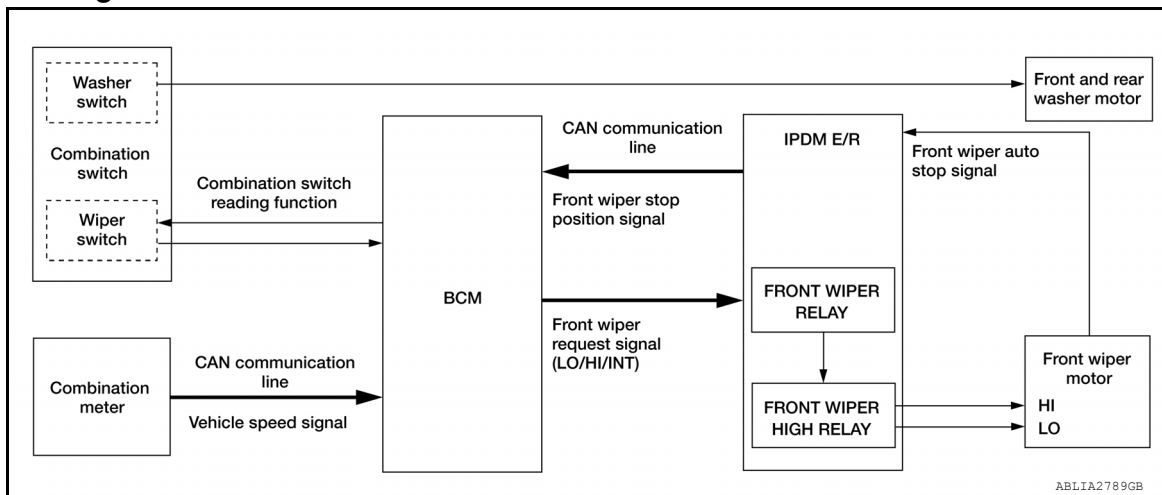 Washer
switch
Combination
switch
Wiper
switch
Combination switch
reading function
Combination
meter
CAN communication
line
Vehicle speed signal
BCM
CAN communication
line
Front wiper stop
position signal
Front wiper
request signal
(LO/HI/INT)
IPDM E/R
FRONT WIPER
RELAY
FRONT WIPER
HIGH RELAY
Front and rear
washer motor
Front wiper auto
stop signal
Front wiper
motor
HI
LO
ABLIA2789GB